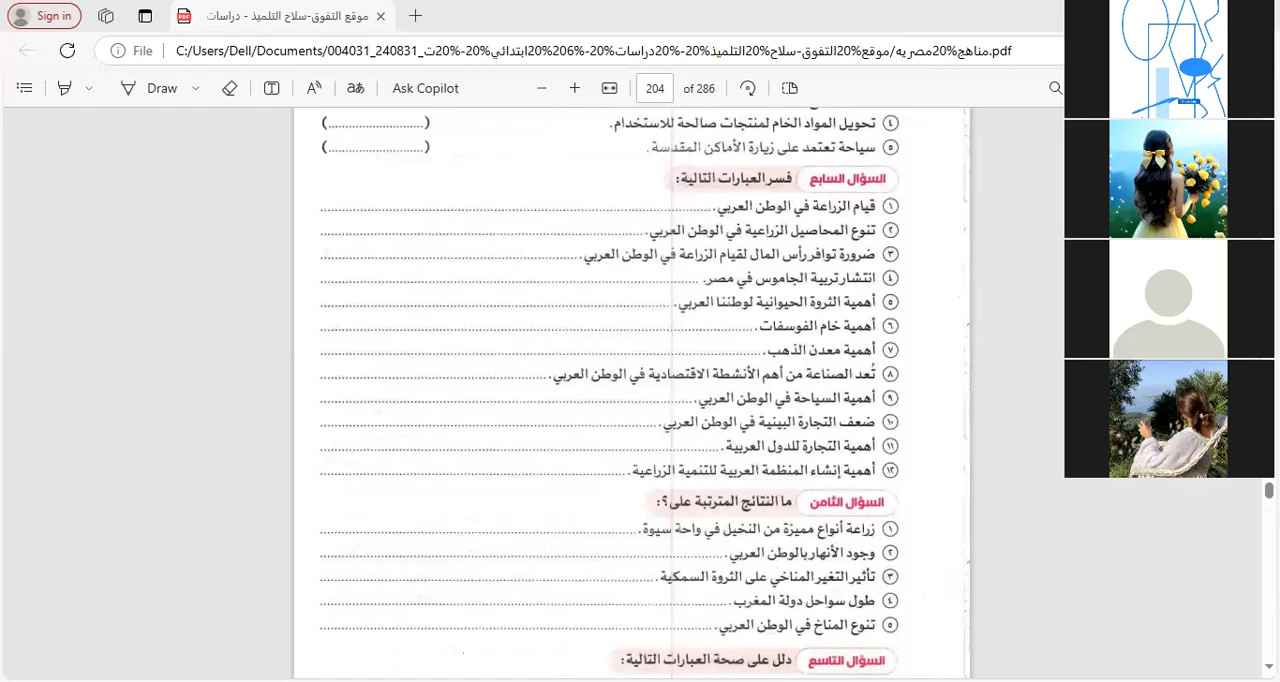 Sign in
موقع التفوق-سلاح التلميذ - دراسات
File
C:/Users/Dell/Documents/004031_240831_ت%20-%20ابتدائي%206%20-%20دراسات%20-%20التلميذ%20سلاح-التفوق%20موقع/مناهج%20مصريه.pdf
Draw
Ask Copilot
204 of 286
٤ تحويل المواد الخام لمنتجات صالحة للاستخدام. (........................)
٥ سياحة تعتمد على زيارة الأماكن المقدسة. (........................)
السؤال السابع فسر العبارات التالية:
١ قيام الزراعة في الوطن العربي.
٢ تنوع المحاصيل الزراعية في الوطن العربي.
٣ ضرورة توافر رأس المال لقيام الزراعة في الوطن العربي.
٤ انتشار تربية الجاموس في مصر.
٥ أهمية الثروة الحيوانية لوطننا العربي.
٦ أهمية خام الفوسفات.
٧ أهمية معدن الذهب.
٨ تُعد الصناعة من أهم الأنشطة الاقتصادية في الوطن العربي.
٩ أهمية السياحة في الوطن العربي.
١٠ ضعف التجارة البينية في الوطن العربي.
١١ أهمية التجارة للدول العربية.
١٢ أهمية إنشاء المنظمة العربية للتنمية الزراعية.
السؤال الثامن ما النتائج المترتبة على؟:
١ زراعة أنواع مميزة من النخيل في واحة سيوة.
٢ وجود الأنهار بالوطن العربي.
٣ تأثير التغير المناخي على الثروة السمكية.
٤ طول سواحل دولة المغرب.
٥ تنوع المناخ في الوطن العربي.
السؤال التاسع دلل على صحة العبارات التالية: